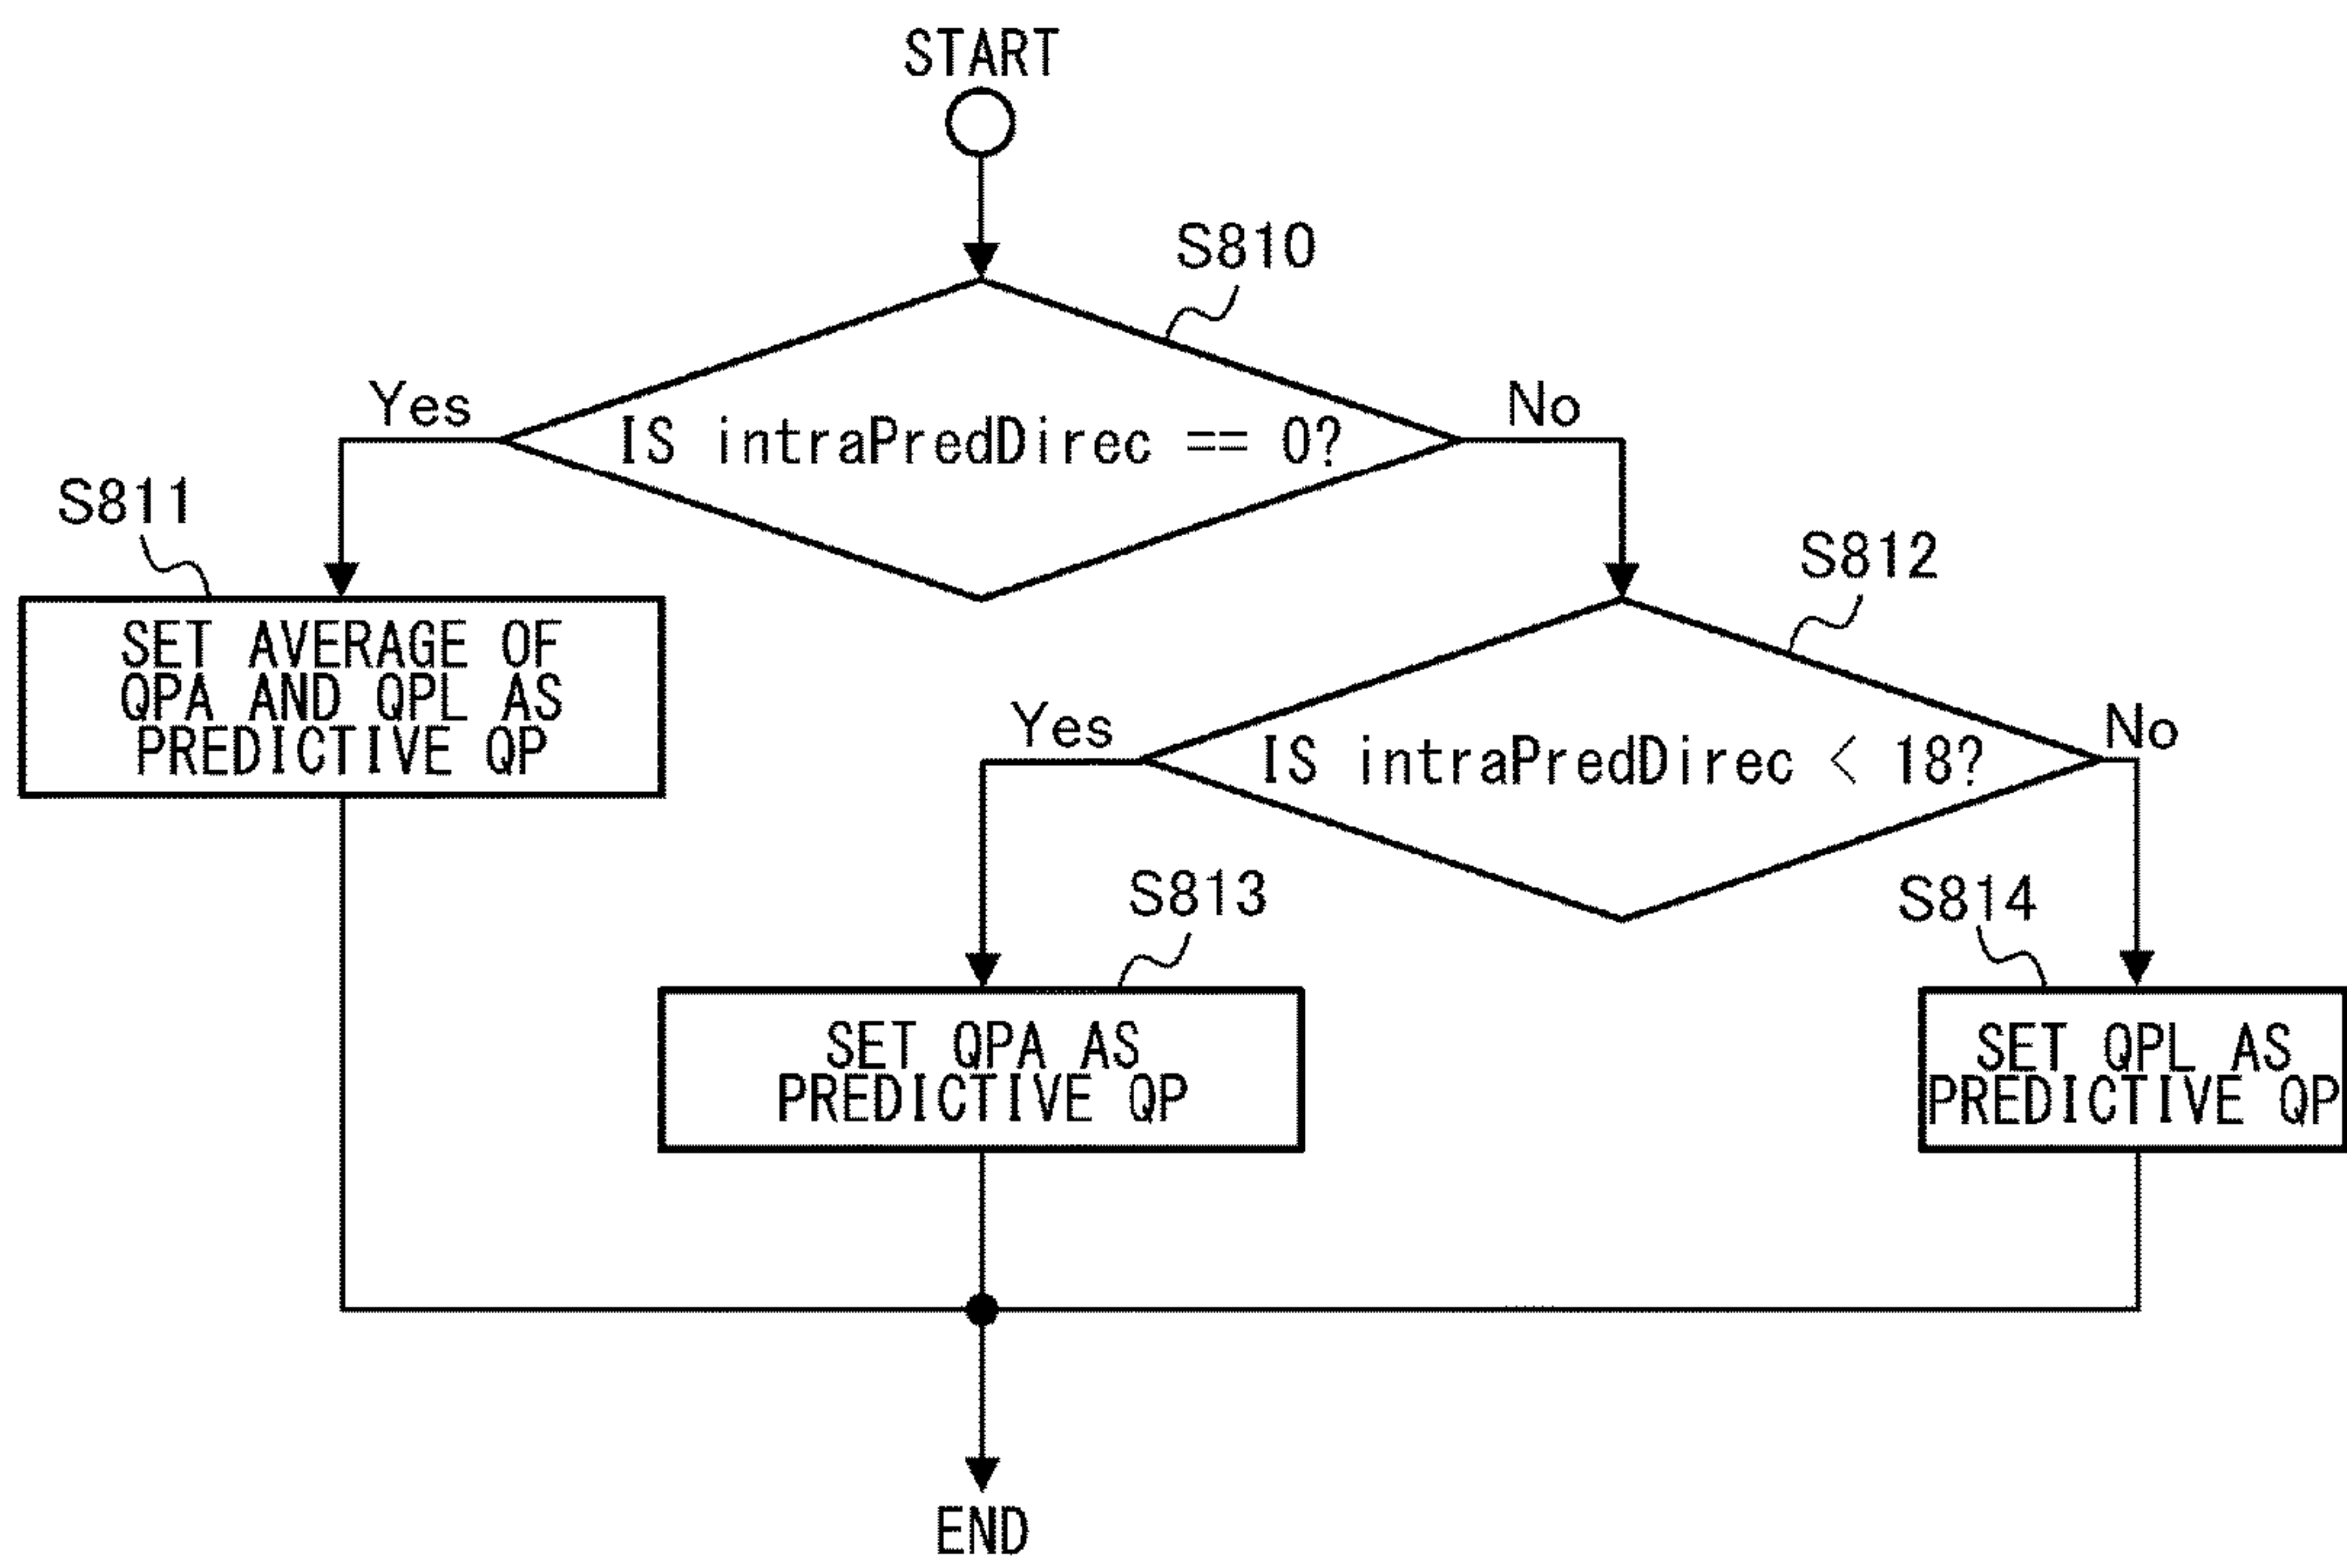 START
S810
Yes
No
IS intraPredDirec == 0?
S811
S812
SET AVERAGE OF
QPA AND QPL AS
PREDICTIVE QP
Yes
No
IS intraPredDirec < 18?
S813
S814
SET QPA AS
PREDICTIVE QP
SET QPL AS
PREDICTIVE QP
END